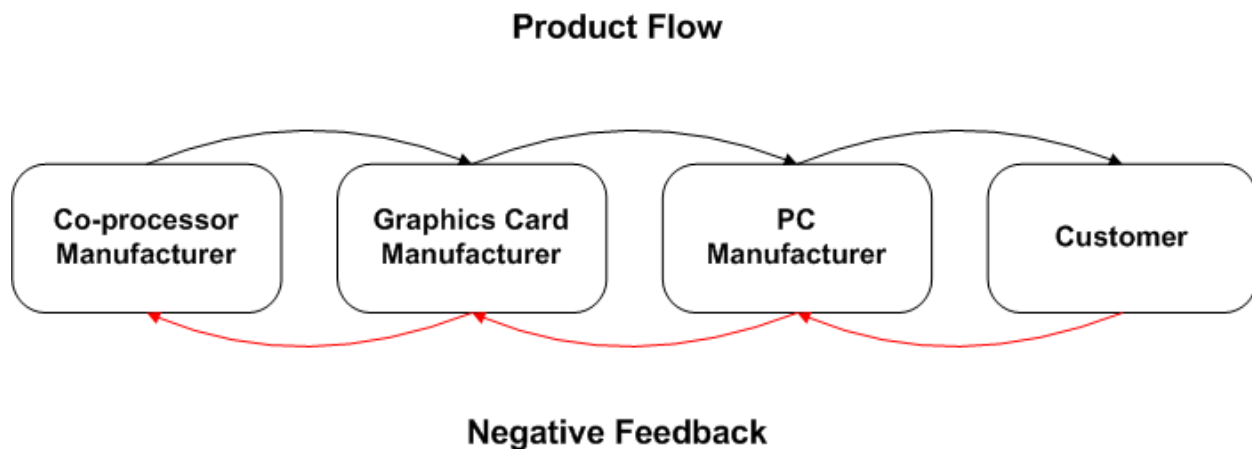 Product Flow
Co-processor
Manufacturer
Graphics Card
Manufacturer
PC
Manufacturer
Customer
Negative Feedback